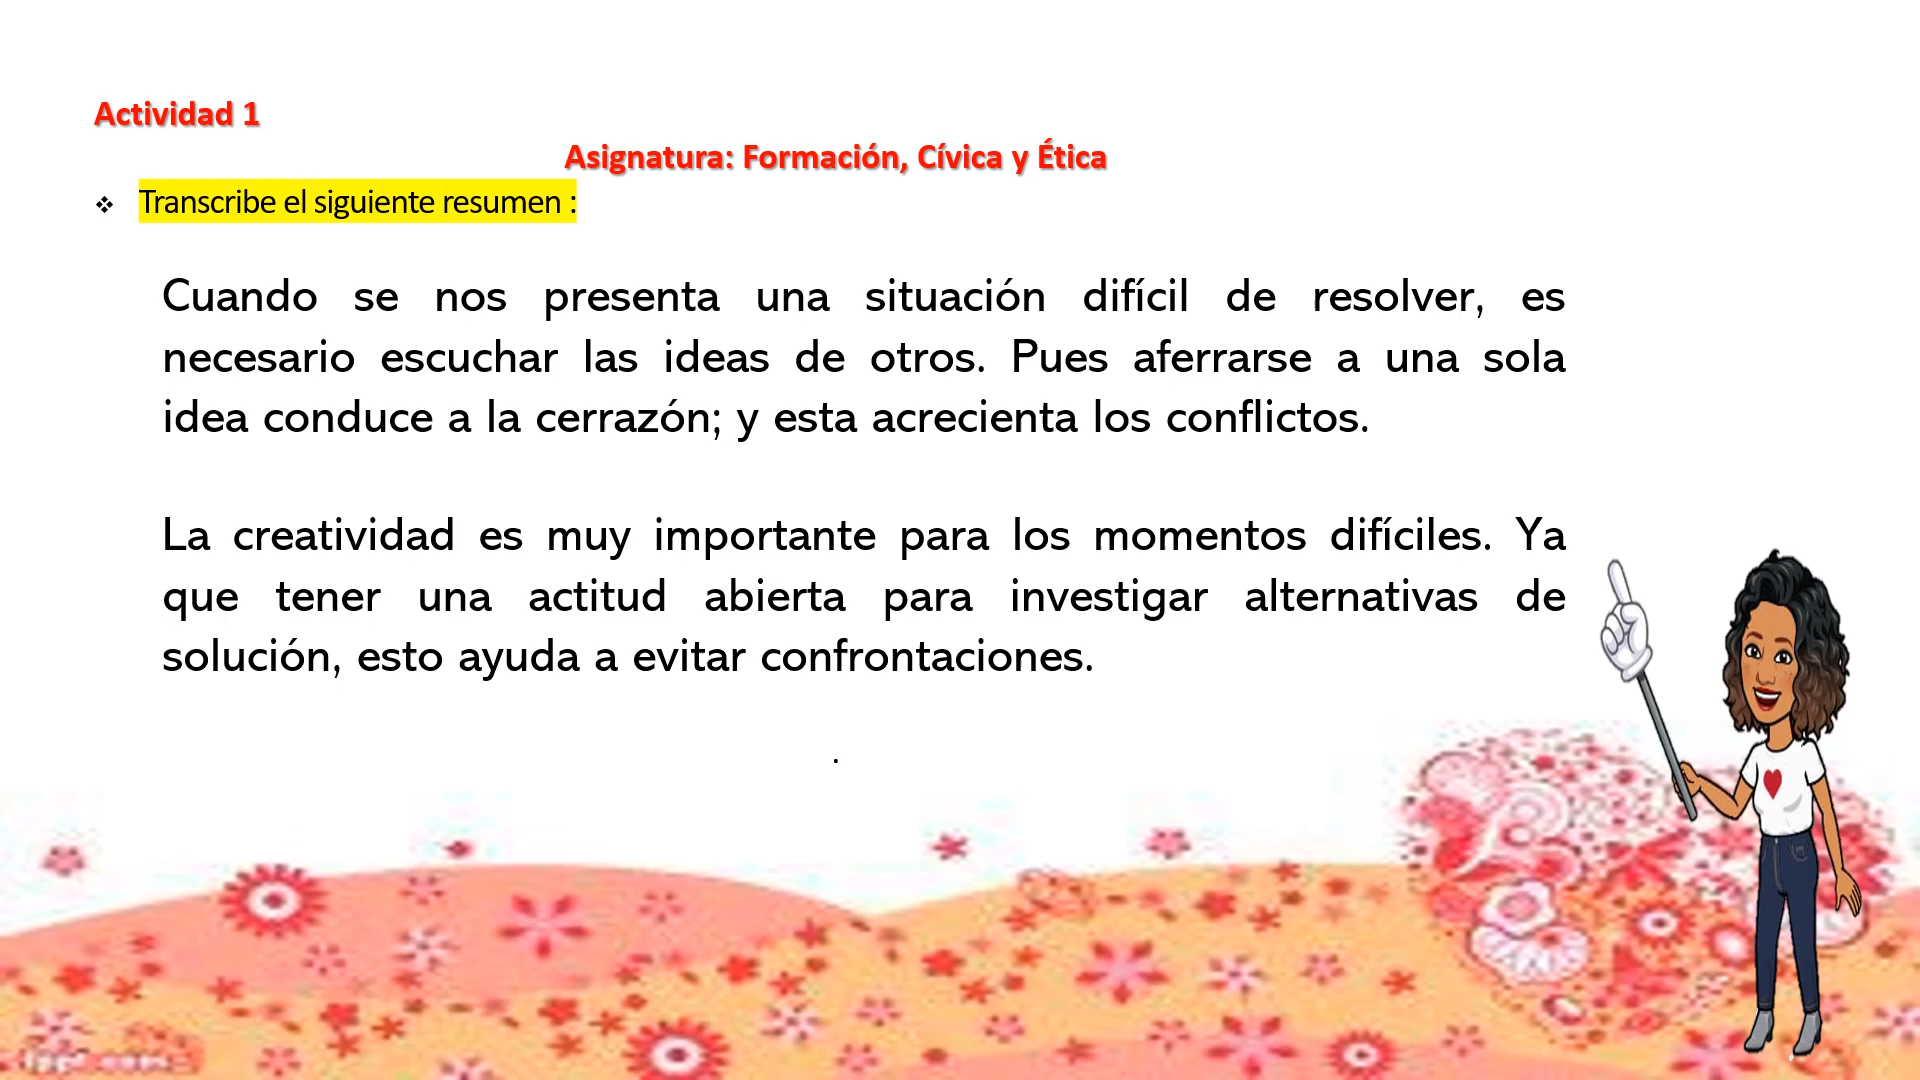 Actividad 1
Asignatura: Formación, Cívica y Ética
Transcribe el siguiente resumen :
Cuando se nos presenta una situación difícil de resolver, es
necesario escuchar las ideas de otros. Pues aferrarse a una sola
idea conduce a la cerrazón; y esta acrecienta los conflictos.
La creatividad es muy importante para los momentos difíciles. Ya
que tener una actitud abierta para investigar alternativas de
solución, esto ayuda a evitar confrontaciones.
.